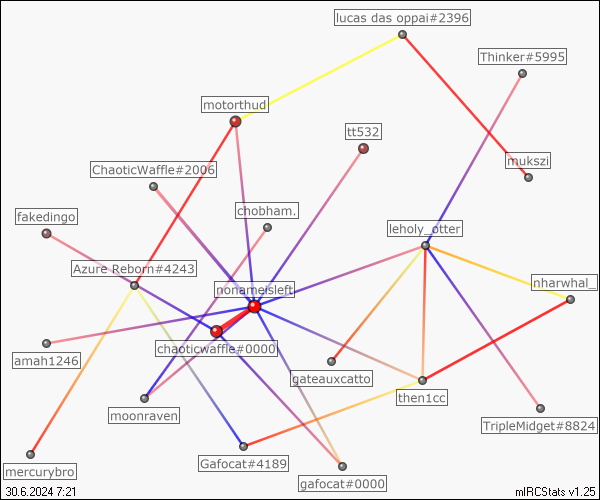 lucas das oppai#2396
Thinker#5995
motorthud
tt532
mukszi
ChaoticWaffle#2006
chobham.
fakedingo
leholy_otter
Azure Reborn#4243
nonameisleft
nharwhal_
chaoticwaffle#0000
amah1246
gateauxcatto
then1cc
moonraven
TripleMidget#8824
Gafocat#4189
mercurybro
gafocat#0000
30.6.2024 7:21
mIRCStats v1.25